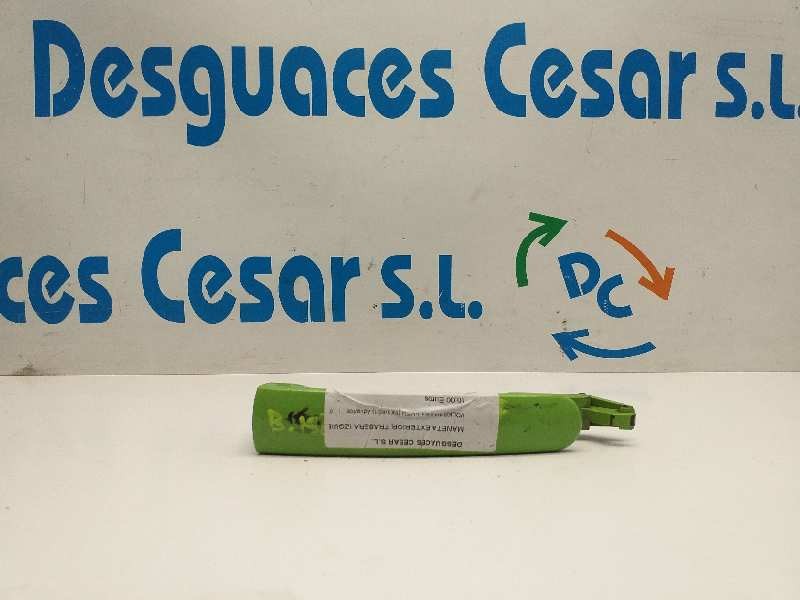 Desguaces Cesar s.L.
ces Cesar s.L.
DC
DESGUACES CESAR S.L.
MANETA EXTERIOR TRASERA IZQUIE
10.00 Euros